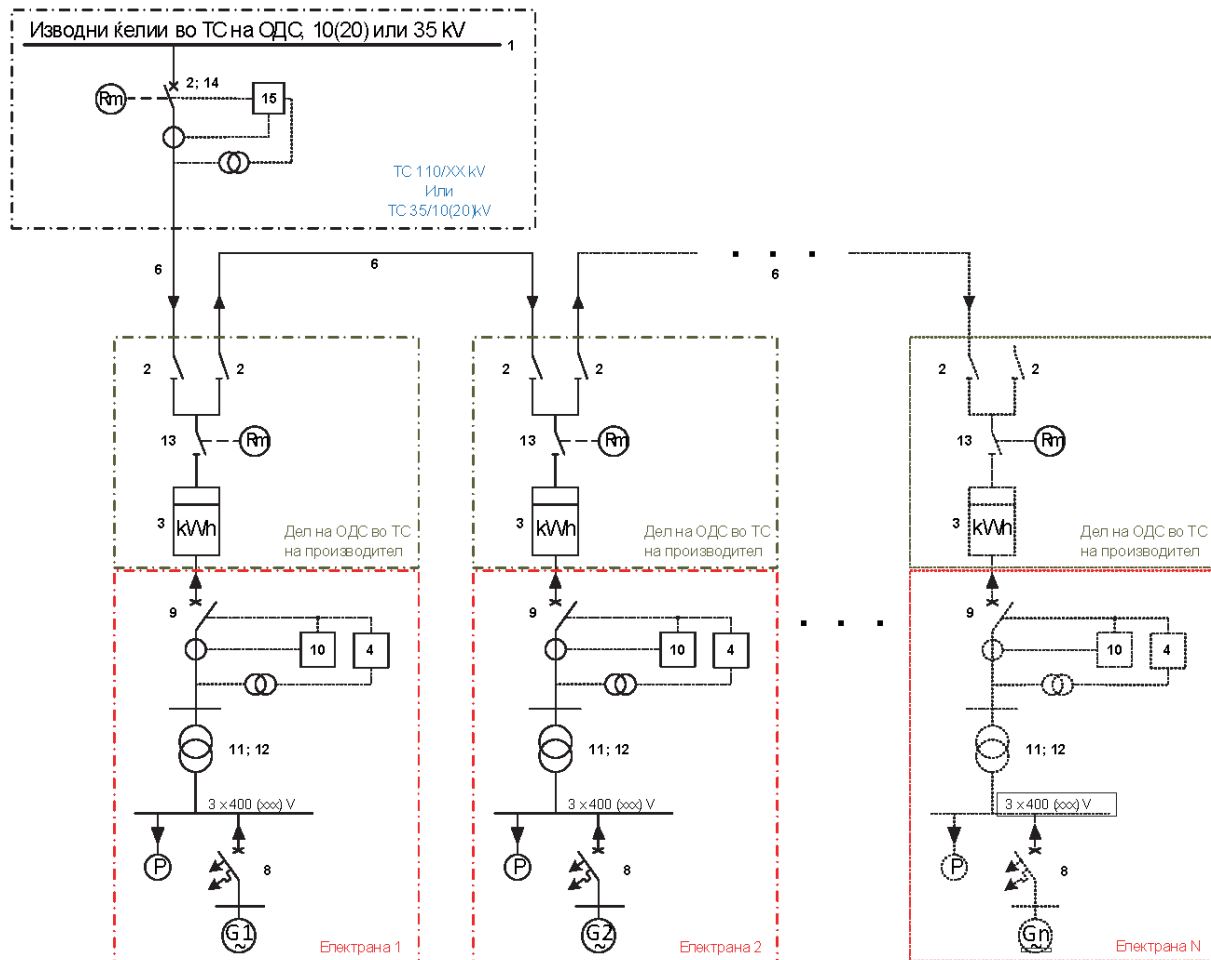 Изводни ќелии во ТС на ОДС, 10(20) или 35 kV
1
2; 14
Rm
15
ТС 110/XX kV
Или
ТС 35/10(20)kV
6
6
6
2
2
2
2
2
2
13
Rm
13
Rm
13
Rm
3
kWh
3
kWh
3
kWh
Дел на ОДС во ТС
на производител
Дел на ОДС во ТС
на производител
Дел на ОДС во ТС
на производител
9
10
4
9
10
4
9
10
4
11; 12
11; 12
11; 12
3 x 400 (xxx) V
3 x 400 (xxx) V
3 x 400 (xxx) V
P
8
P
8
P
8
G1
G2
Gn
Електрана 1
Електрана 2
Електрана N